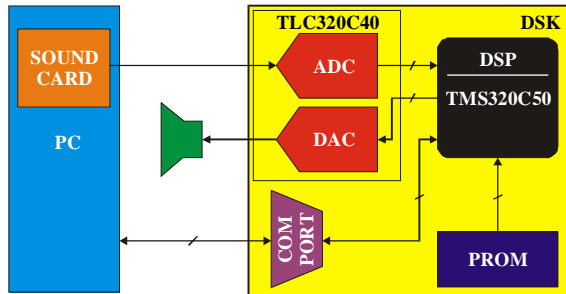 TLC320C40
DSK
SOUND
CARD
ADC
DSP
TMS320C50
PC
DAC
COM
PORT
PROM